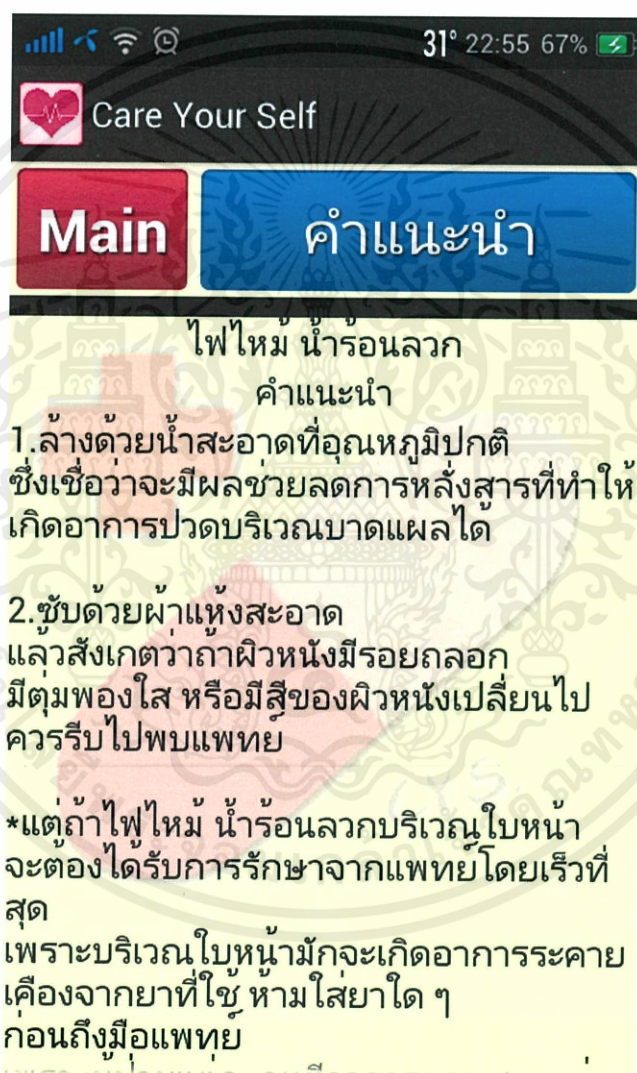 31° 22:55 67%
Care Your Self
Main
คำแนะนำ
ไฟไหม้ น้ำร้อนลวก
คำแนะนำ
1.ล้างด้วยน้ำสะอาดที่อุณหภูมิปกติ
ซึ่งเชื่อว่าจะมีผลช่วยลดการหลั่งสารที่ทำให้
เกิดอาการปวดบริเวณบาดแผลได้
2.ซับด้วยผ้าแห้งสะอาด
แล้วสังเกตว่าถ้าผิวหนังมีรอยถลอก
มีตุ่มพองใส หรือมีสีของผิวหนังเปลี่ยนไป
ควรรีบไปพบแพทย์
*แต่ถ้าไฟไหม้ น้ำร้อนลวกบริเวณใบหน้า
จะต้องได้รับการรักษาจากแพทย์โดยเร็วที่
สุด
เพราะบริเวณใบหน้ามักจะเกิดอาการระคาย
เคืองจากยาที่ใช้ ห้ามใส่ยาใด ๆ
ก่อนถึงมือแพทย์